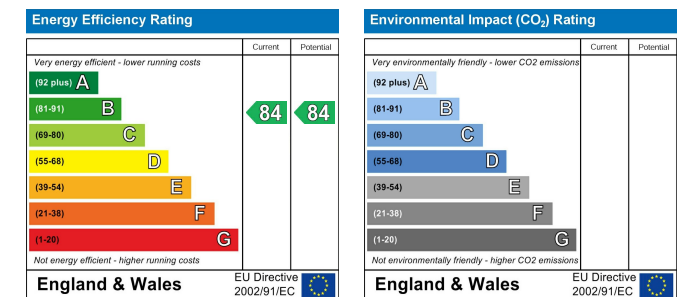 Energy Efficiency Rating
Current Potential
Very energy efficient - lower running costs
(92 plus) A
(81-91) B 84 84
(69-80) C
(55-68) D
(39-54) E
(21-38) F
(1-20) G
Not energy efficient - higher running costs
England & Wales
EU Directive
2002/91/EC
Environmental Impact (CO₂) Rating
Current Potential
Very environmentally friendly - lower CO2 emissions
(92 plus) A
(81-91) B
(69-80) C
(55-68) D
(39-54) E
(21-38) F
(1-20) G
Not environmentally friendly - higher CO2 emissions
England & Wales
EU Directive
2002/91/EC